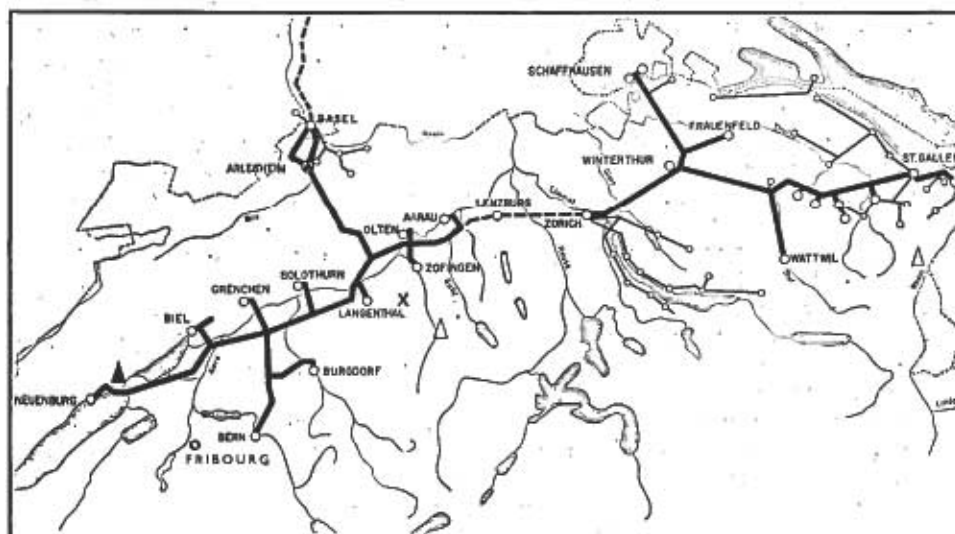 SCHAFFHAUSEN
BASEL
FRAUENFELD
ARLESHEIM
WINTERTHUR
ST.GALLEN
LENZBURG
AARAU
ZÜRICH
OLTEN
WATTWIL
ZOFINGEN
SOLOTHURN
GRENCHEN
X
LANGENTHAL
BIEL
BURGDORF
NEUENBURG
BERN
FRIBOURG